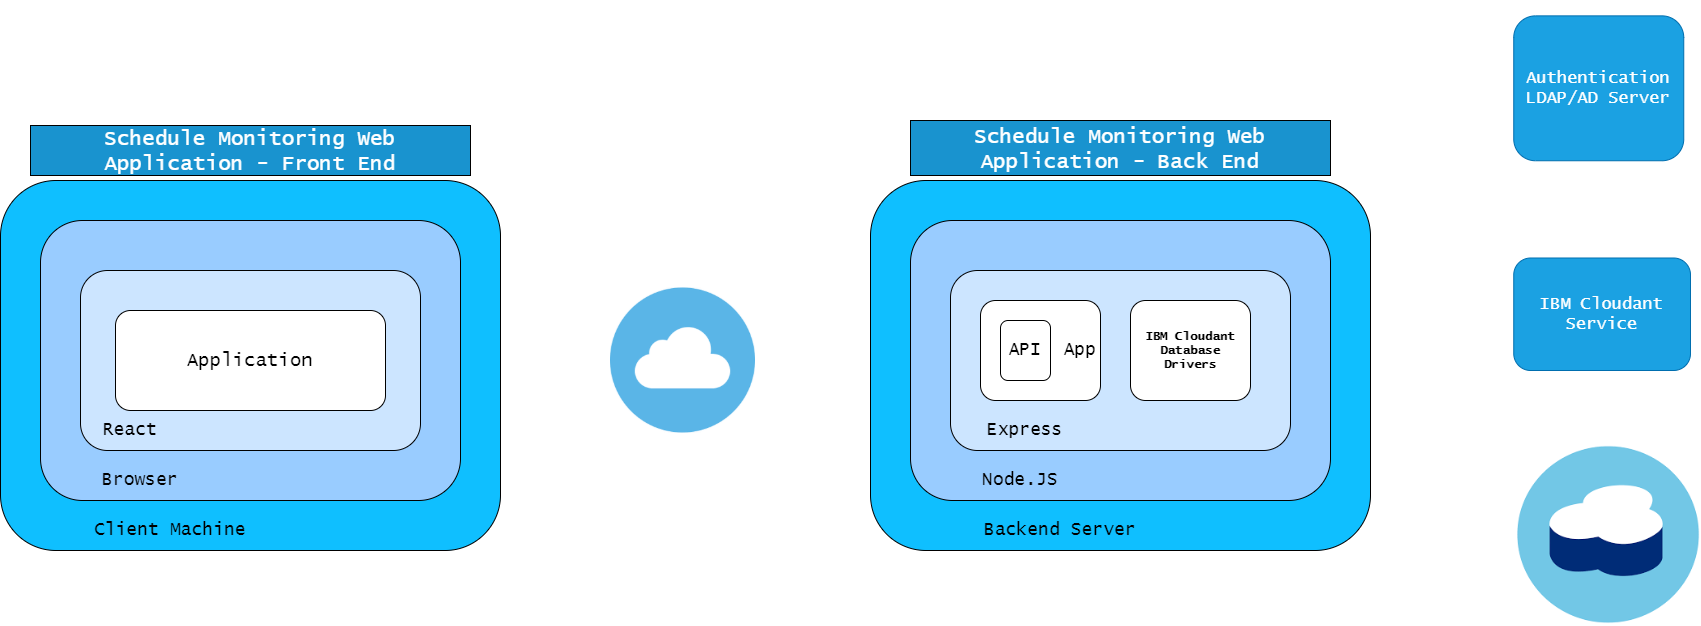 Schedule Monitoring Web
Application - Front End
Application
React
Browser
Client Machine
Schedule Monitoring Web
Application - Back End
API
App
IBM Cloudant
Database
Drivers
Express
Node.JS
Backend Server
Authentication
LDAP/AD Server
IBM Cloudant
Service